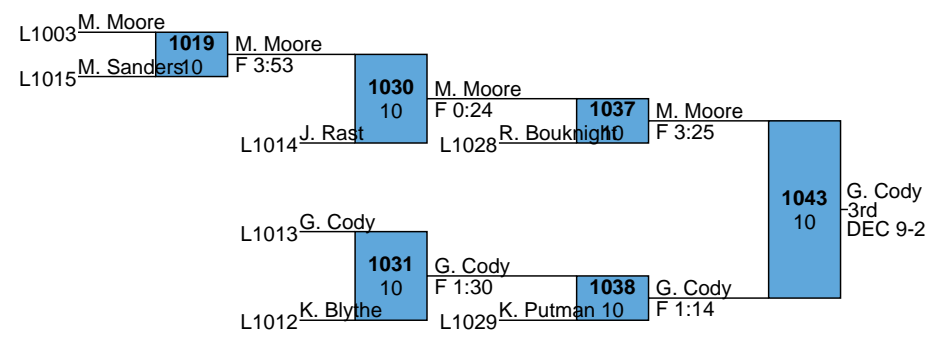 L1003 M. Moore
1019
10
L1015 M. Sanders
M. Moore
F 3:53
1030
10
L1014 J. Rast
M. Moore
F 0:24
1037
10
L1028 R. Bouknight
M. Moore
F 3:25
1043
10
G. Cody
3rd
DEC 9-2
L1013 G. Cody
1031
10
L1012 K. Blythe
G. Cody
F 1:30
1038
10
L1029 K. Putman
G. Cody
F 1:14